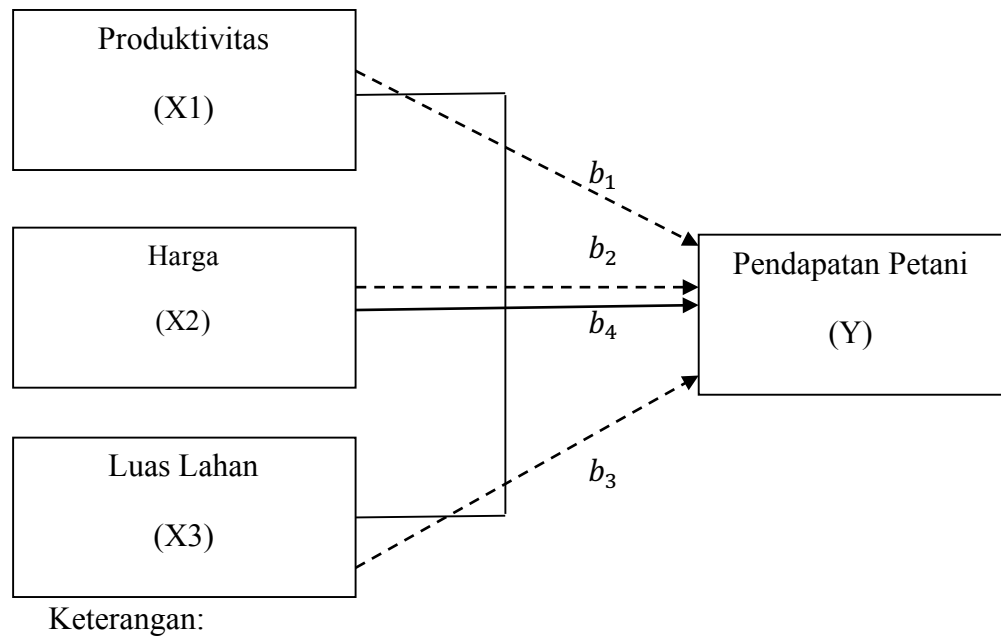 Produktivitas
(X1)
Harga
(X2)
Luas Lahan
(X3)
𝑏₁
𝑏₂
𝑏₄
𝑏₃
Pendapatan Petani
(Y)
Keterangan: